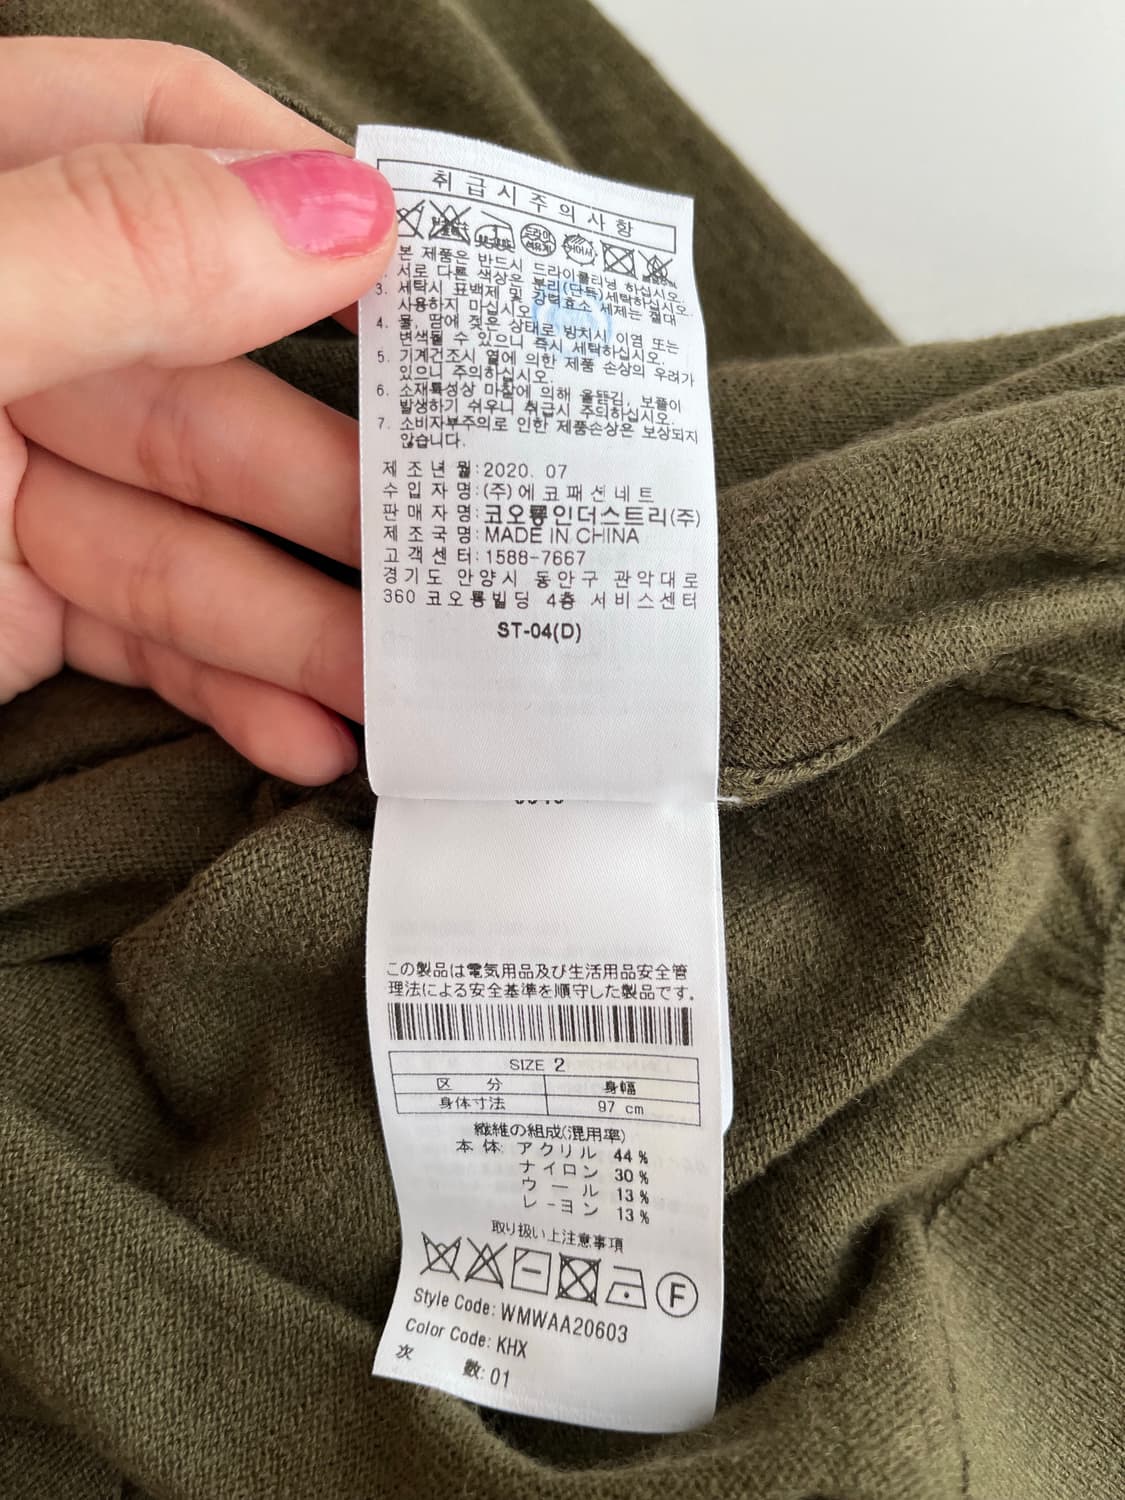 취급시주의사항
드라이
석유계
본 제품은 반드시 드라이클리닝 하십시오.
서로 다른 색상은 분리(단독)세탁하십시오.
3. 세탁시 표백제 및 강력효소 세제는 절대
사용하지 마십시오.
4. 물, 땀에 젖은 상태로 방치시 이염 또는
변색될 수 있으니 즉시 세탁하십시오.
5. 기계건조시 열에 의한 제품 손상의 우려가
있으니 주의하십시오.
6. 소재특성상 마찰에 의해 올뜯김, 보풀이
발생하기 쉬우니 취급시 주의하십시오.
7. 소비자부주의로 인한 제품손상은 보상되지
않습니다.
제조년월: 2020. 07
수입자명: (주)에코패션네트
판매자명: 코오롱인더스트리(주)
제조국명: MADE IN CHINA
고객센터: 1588-7667
경기도 안양시 동안구 관악대로
360 코오롱빌딩 4층 서비스센터
ST-04(D)
この製品は電気用品及び生活用品安全管
理法による安全基準を順守した製品です。
SIZE 2
区 分 身幅
身体寸法 97 cm
繊維の組成(混用率)
本 体: アクリル 44 %
ナイロン 30 %
ウール 13 %
レ-ヨン 13 %
取り扱い上注意事項
F
Style Code: WMWAA20603
Color Code: KHX
次 数: 01